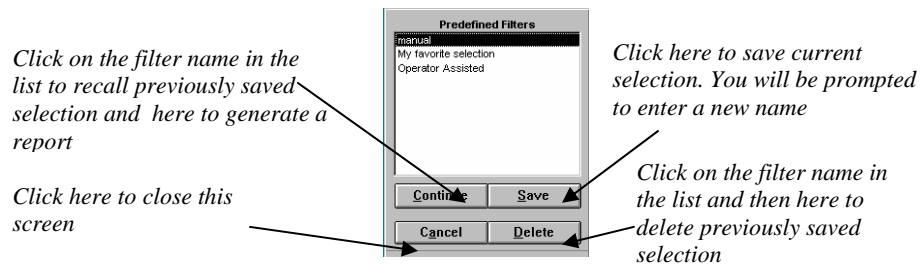 Click on the filter name in the
list to recall previously saved
selection and  here to generate a
report
Click here to close this
screen
Predefined Filters
manual
My favorite selection
Operator Assisted
Continue
Save
Cancel
Delete
Click here to save current
selection. You will be prompted
to enter a new name
Click on the filter name in
the list and then here to
delete previously saved
selection